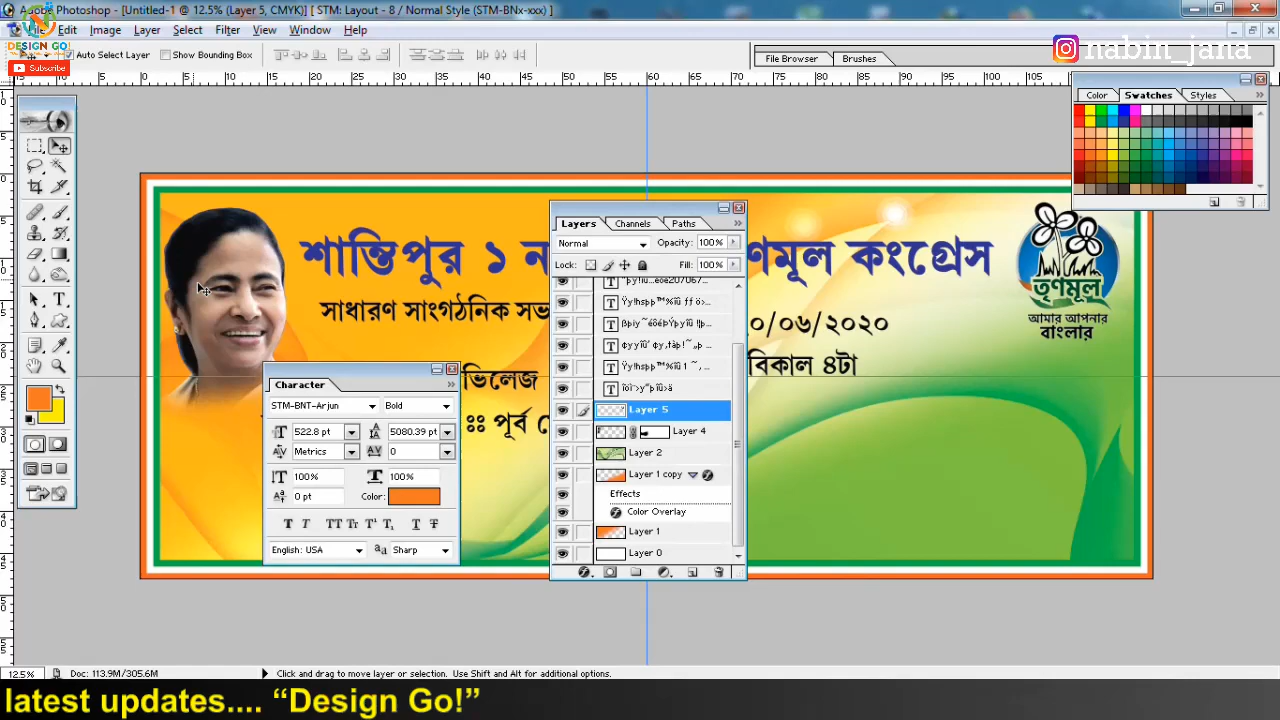 Adobe Photoshop - [Untitled-1 @ 12.5% (Layer 5, CMYK)] [ STM: Layout - 8 / Normal Style (STM-BNx-xxx) ]
Edit Image Layer Select Filter View Window Help
DESIGN GO!
Subscribe
Auto Select Layer Show Bounding Box
File Browser Brushes
nabin_jana
Color Swatches Styles
শান্তিপুর ১ ন
ণমূল কংগ্রেস
সাধারণ সাংগঠনিক সভ
০/০৬/২০২০
বিকাল ৪টা
ভিলেজ
ঃঃ পূর্ব
তৃণমূল
আমার আপনার
বাংলার
Layers Channels Paths
Normal Opacity: 100%
Lock: Fill: 100%
Layer 5
Layer 4
Layer 2
Layer 1 copy
Effects
Color Overlay
Layer 1
Layer 0
Character
STM-BNT-Arjun Bold
522.8 pt 5080.39 pt
Metrics 0
100% 100%
0 pt Color:
English: USA Sharp
12.5% Doc: 113.9M/305.6M Click and drag to move layer or selection. Use Shift and Alt for additional options.
latest updates.... “Design Go!”